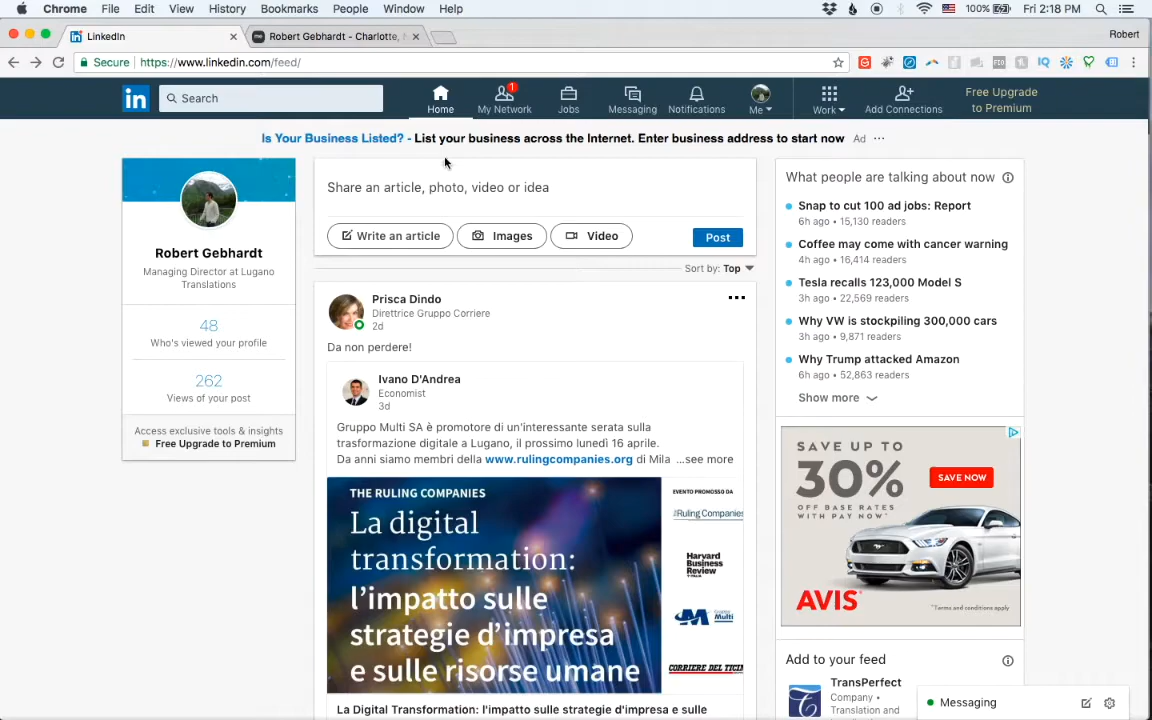 Chrome File Edit View History Bookmarks People Window Help 100% Fri 2:18 PM
LinkedIn Robert Gebhardt - Charlotte, Robert
Secure https://www.linkedin.com/feed/
in Search Home 1 My Network Jobs Messaging Notifications Me Work Add Connections Free Upgrade
to Premium
Is Your Business Listed? - List your business across the Internet. Enter business address to start now Ad ...
Robert Gebhardt
Managing Director at Lugano
Translations
48
Who's viewed your profile
262
Views of your post
Access exclusive tools & insights
Free Upgrade to Premium
Share an article, photo, video or idea
Write an article Images Video Post
Sort by: Top
Prisca Dindo
Direttrice Gruppo Corriere
2d
Da non perdere!
Ivano D'Andrea
Economist
3d
Gruppo Multi SA è promotore di un'interessante serata sulla
trasformazione digitale a Lugano, il prossimo lunedì 16 aprile.
Da anni siamo membri della www.rulingcompanies.org di Mila ...see more
THE RULING COMPANIES
La digital
transformation:
l'impatto sulle
strategie d'impresa
e sulle risorse umane
EVENTO PROMOSSO DA
Ruling Companies
Harvard
Business
Review
Multi
CORRIERE DEL TICI
La Digital Transformation: l'impatto sulle strategie d'impresa e sulle
What people are talking about now
Snap to cut 100 ad jobs: Report
6h ago • 15,130 readers
Coffee may come with cancer warning
4h ago • 16,414 readers
Tesla recalls 123,000 Model S
3h ago • 22,569 readers
Why VW is stockpiling 300,000 cars
3h ago • 9,871 readers
Why Trump attacked Amazon
6h ago • 52,863 readers
Show more
SAVE UP TO
30%
OFF BASE RATES
WITH PAY NOW*
SAVE NOW
AVIS
*Terms and conditions apply
Add to your feed
TransPerfect
Company •
Translation and
Messaging